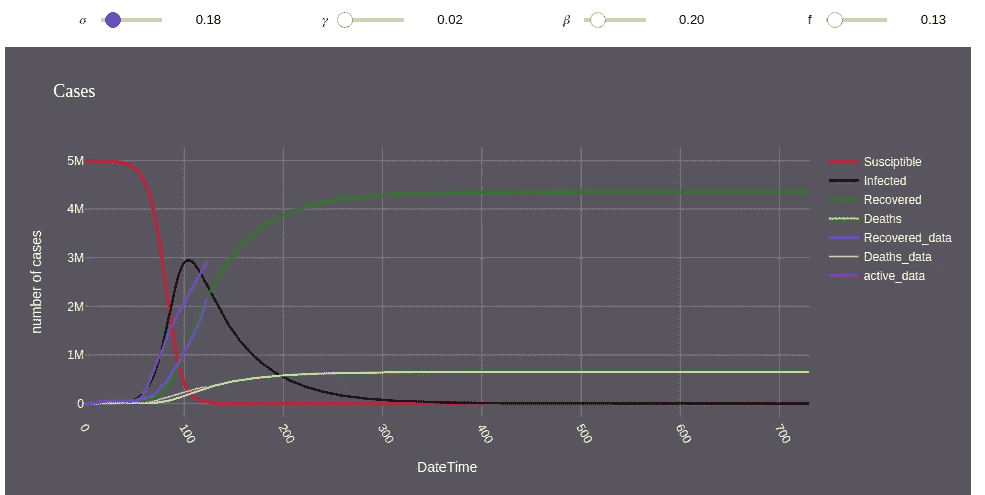 σ 0.18 γ 0.02 β 0.20 f 0.13
Cases
5M
4M
3M
2M
1M
0
number of cases
0 100 200 300 400 500 600 700
DateTime
Susciptible
Infected
Recovered
Deaths
Recovered_data
Deaths_data
active_data